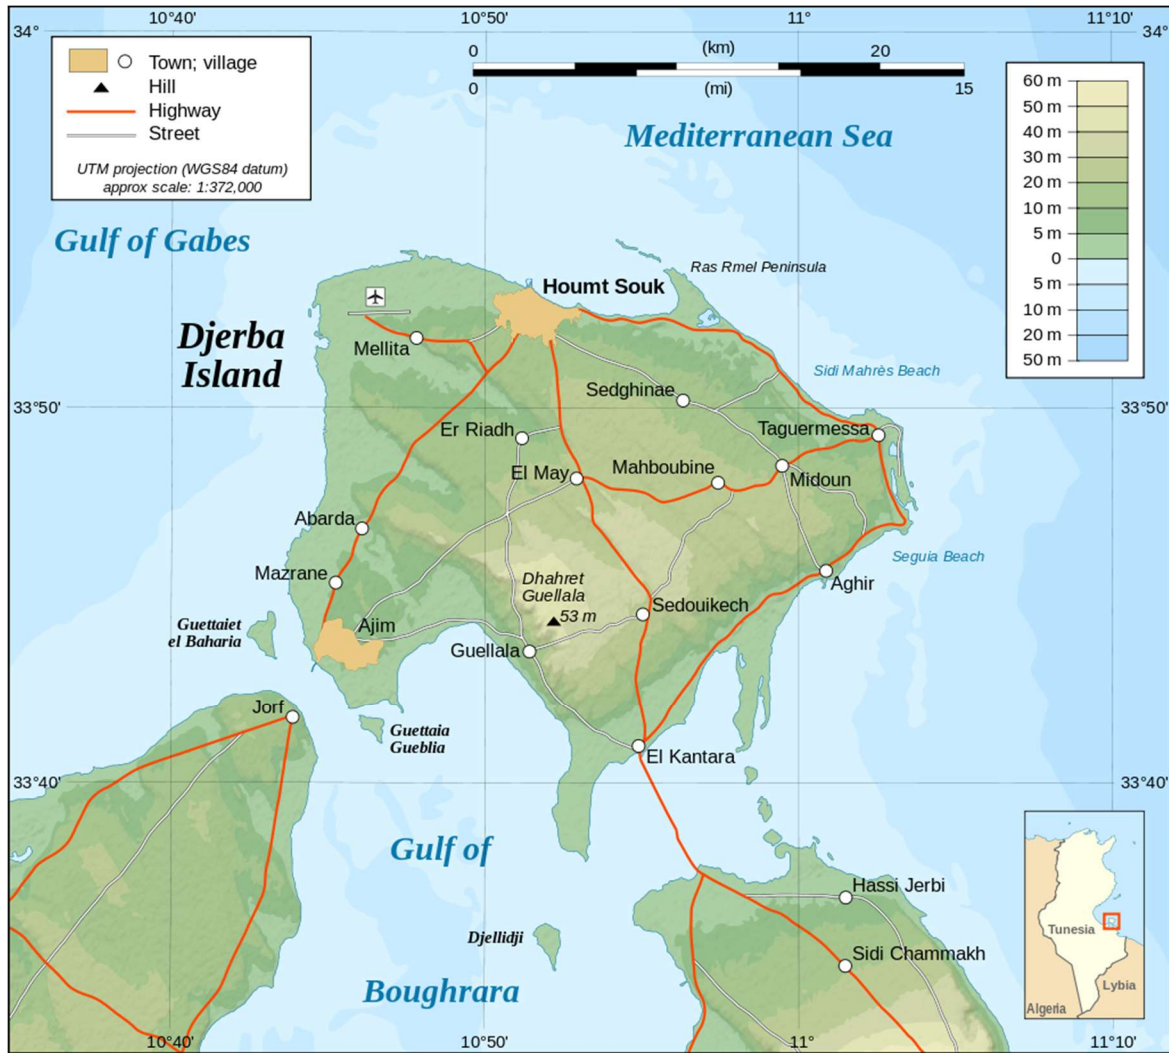 10°40'
10°50'
11°
11°10'
34°
34°
Town; village
Hill
Highway
Street
UTM projection (WGS84 datum)
approx scale: 1:372,000
0
(km)
20
0
(mi)
15
60 m
50 m
40 m
30 m
20 m
10 m
5 m
0
5 m
10 m
20 m
50 m
Mediterranean Sea
Gulf of Gabes
Ras Rmel Peninsula
Houmt Souk
Djerba
Island
Mellita
Sidi Mahrès Beach
Sedghinae
33°50'
33°50'
Er Riadh
Taguermessa
El May
Mahboubine
Midoun
Abarda
Seguia Beach
Mazrane
Dhahret
Guellala
53 m
Aghir
Sedouikech
Guettaiet
el Baharia
Ajim
Guellala
Jorf
Guettaia
Gueblia
El Kantara
33°40'
33°40'
Gulf of
Boughrara
Hassi Jerbi
Djellidji
Sidi Chammakh
Tunesia
Lybia
Algeria
10°40'
10°50'
11°
11°10'